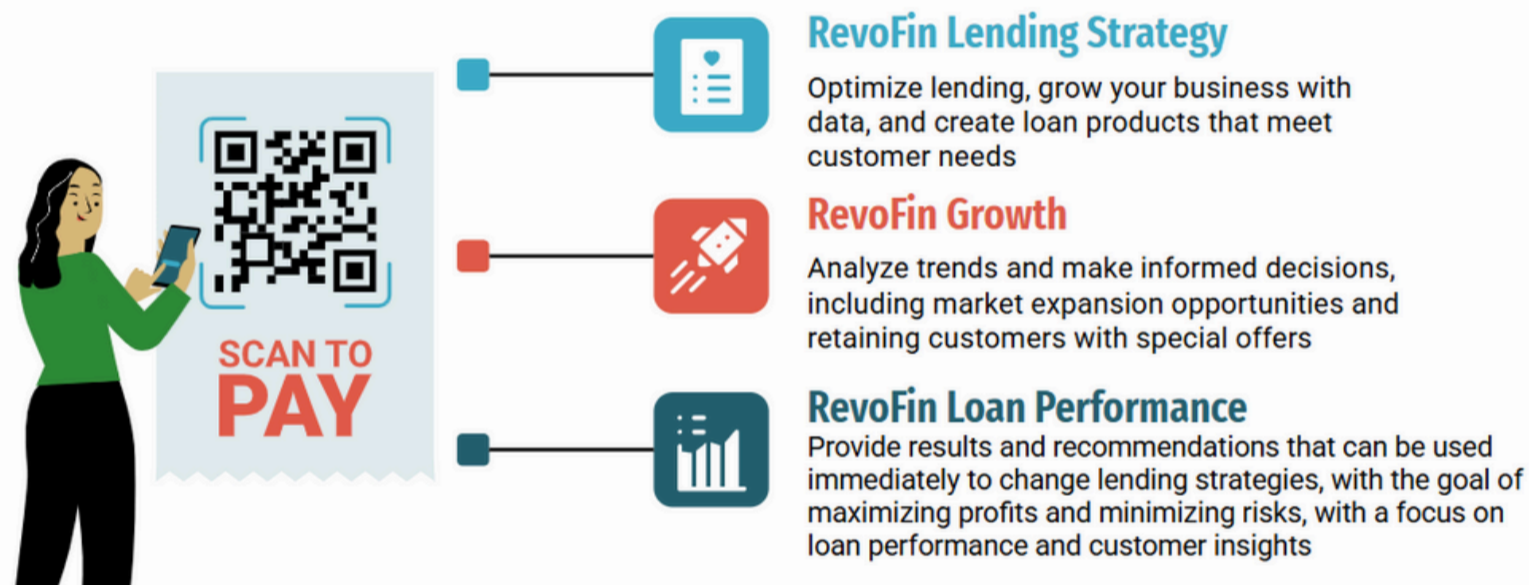 SCAN TO
PAY
RevoFin Lending Strategy
Optimize lending, grow your business with
data, and create loan products that meet
customer needs
RevoFin Growth
Analyze trends and make informed decisions,
including market expansion opportunities and
retaining customers with special offers
RevoFin Loan Performance
Provide results and recommendations that can be used
immediately to change lending strategies, with the goal of
maximizing profits and minimizing risks, with a focus on
loan performance and customer insights